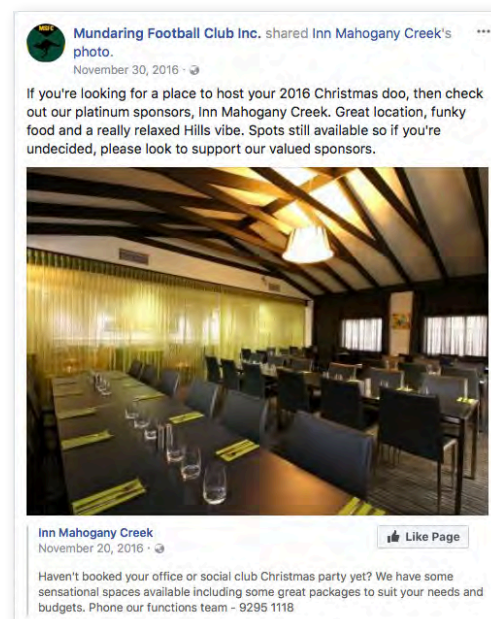 MUFC
Mundaring Football Club Inc. shared Inn Mahogany Creek's
photo.
November 30, 2016 ·
If you're looking for a place to host your 2016 Christmas doo, then check
out our platinum sponsors, Inn Mahogany Creek. Great location, funky
food and a really relaxed Hills vibe. Spots still available so if you're
undecided, please look to support our valued sponsors.
Inn Mahogany Creek
November 20, 2016 ·
Like Page
Haven't booked your office or social club Christmas party yet? We have some
sensational spaces available including some great packages to suit your needs and
budgets. Phone our functions team - 9295 1118